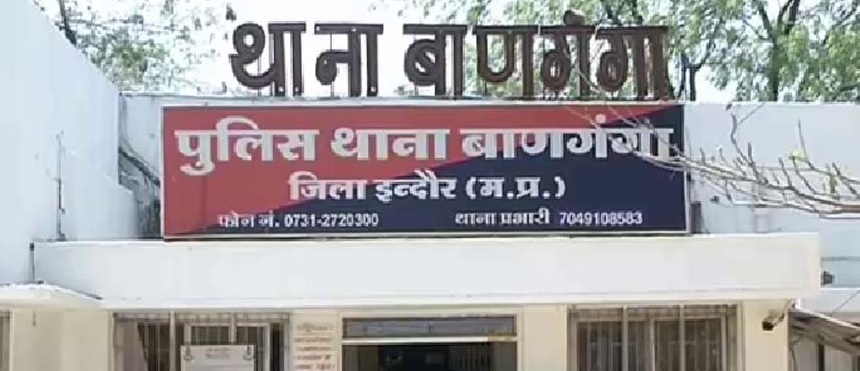 थाना बाणगंगा
पुलिस थाना बाणगंगा
जिला इन्दौर (म.प्र.)
फोन नं. 0731-2720300 थाना प्रभारी 7049108583